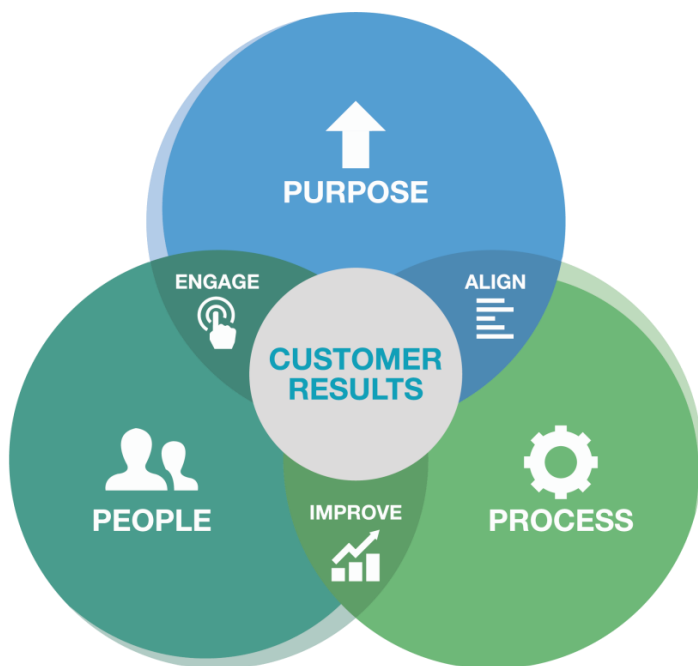 PURPOSE
ENGAGE
ALIGN
CUSTOMER
RESULTS
PEOPLE
IMPROVE
PROCESS